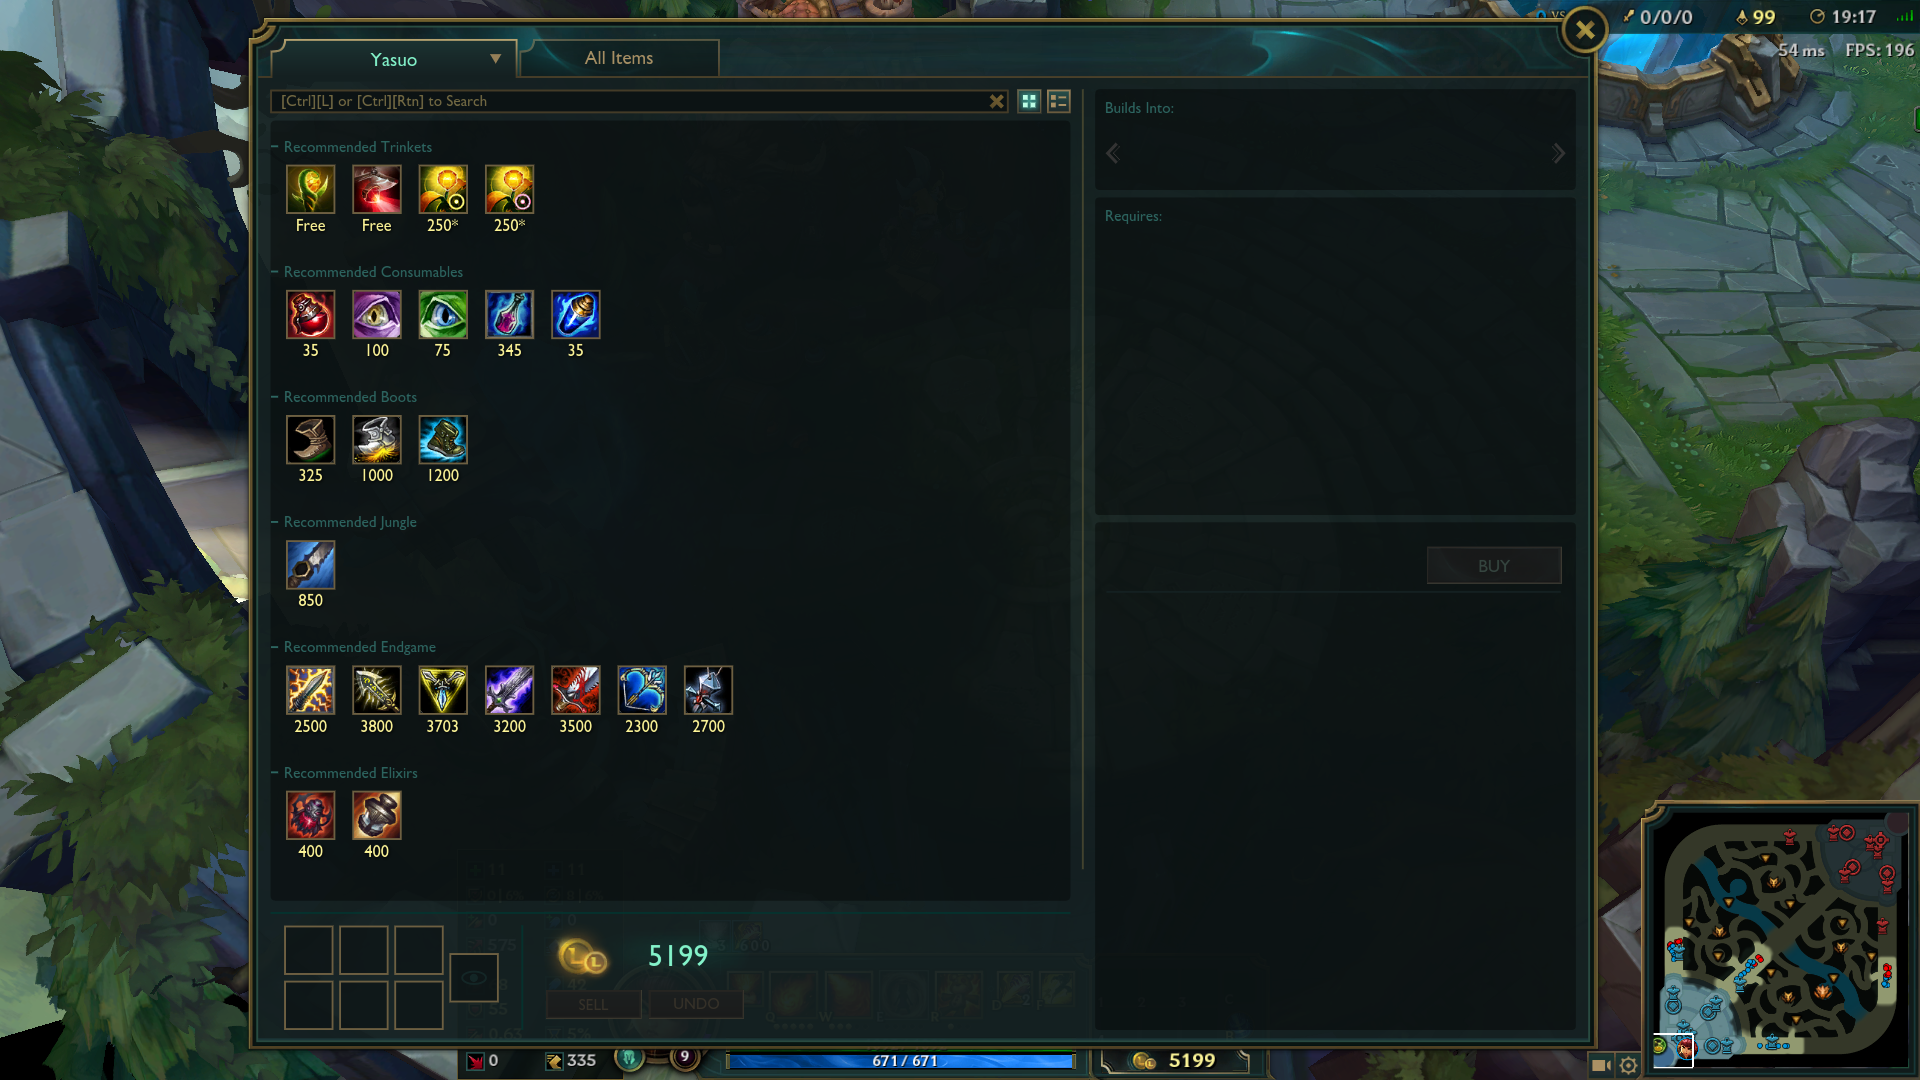 Yasuo
All Items
VS
0/0/0
99
19:17
54 ms
FPS: 196
[Ctrl][L] or [Ctrl][Rtn] to Search
Builds Into:
Requires:
BUY
Recommended Trinkets
Free
Free
250*
250*
Recommended Consumables
35
100
75
345
35
Recommended Boots
325
1000
1200
Recommended Jungle
850
Recommended Endgame
2500
3800
3703
3200
3500
2300
2700
Recommended Elixirs
400
400
5199
SELL
UNDO
0
335
9
671 / 671
5199